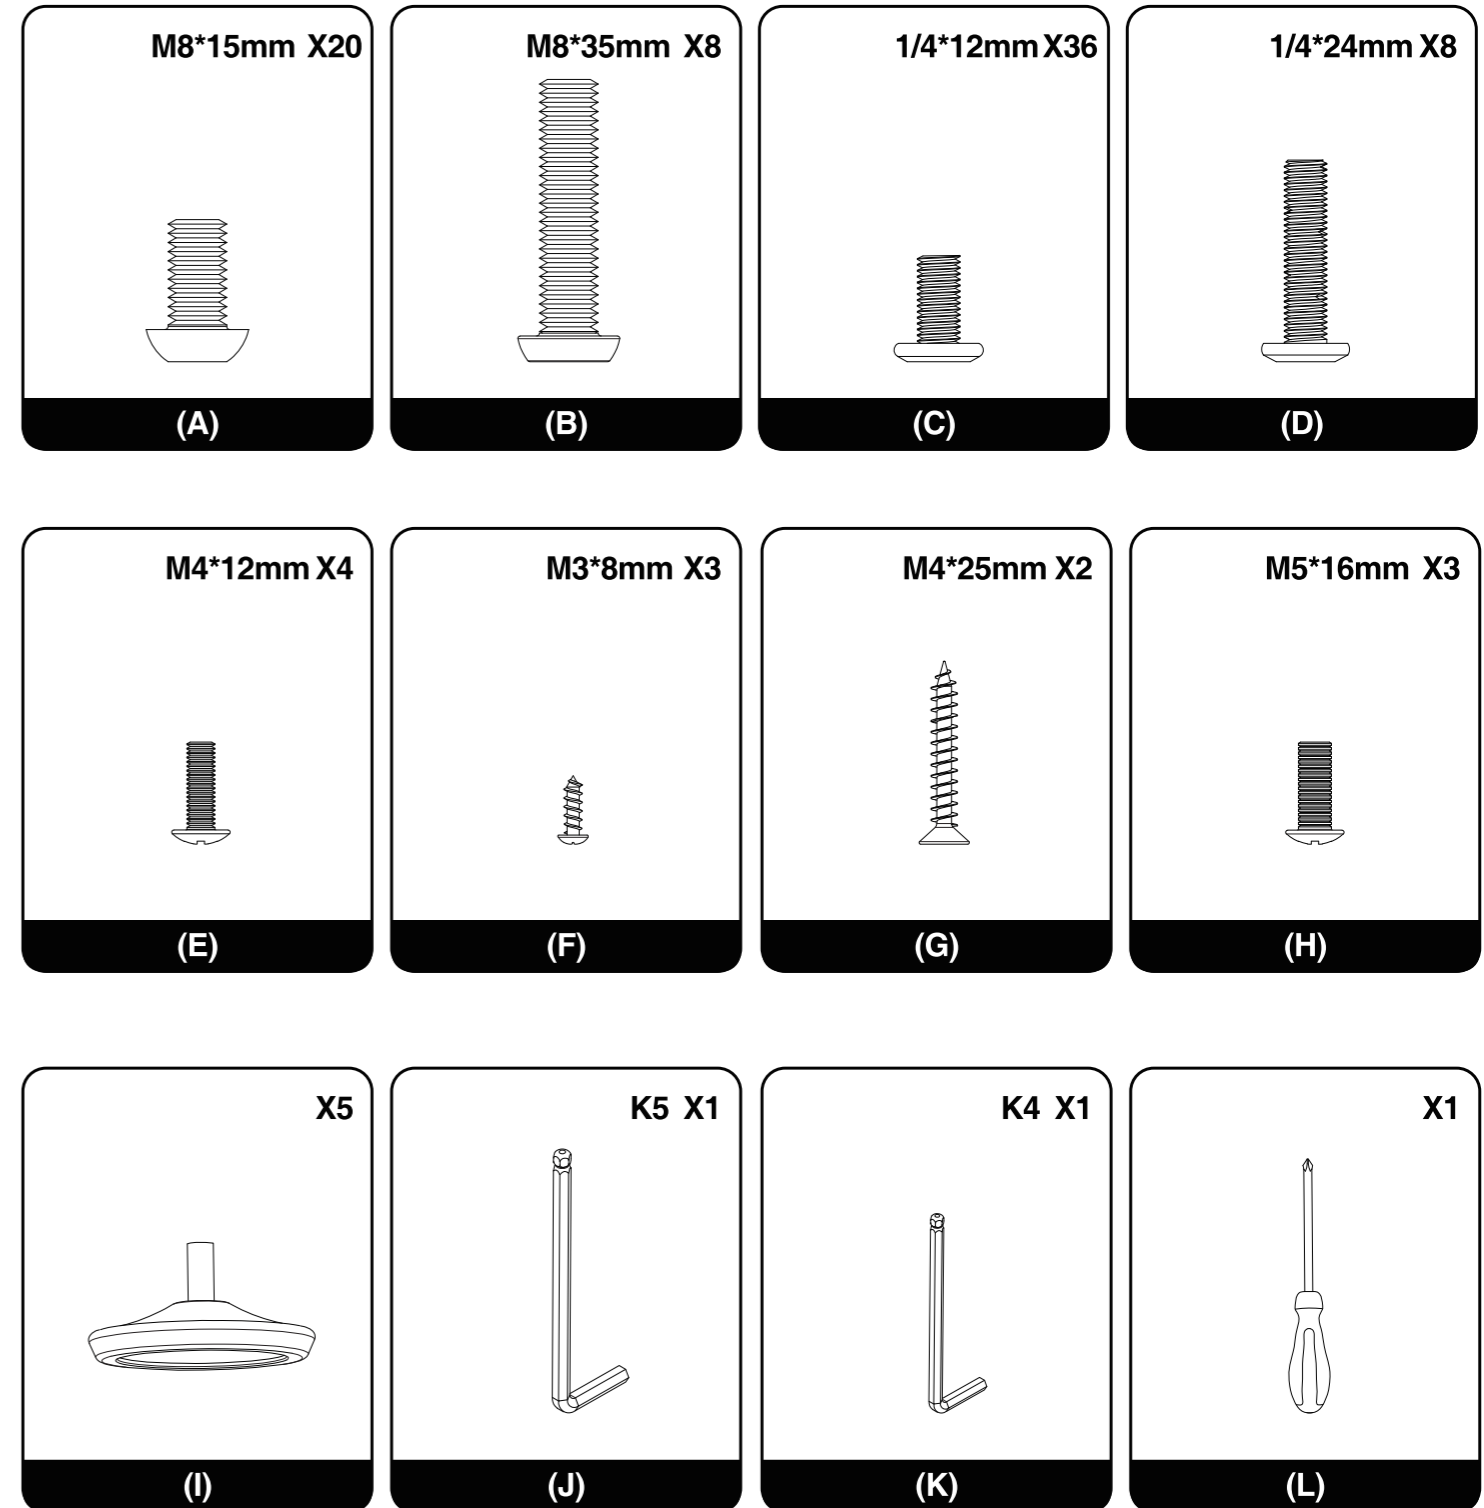 M8*15mm X20
M8*35mm X8
1/4*12mm X36
1/4*24mm X8
(A)
(B)
(C)
(D)
M4*12mm X4
M3*8mm X3
M4*25mm X2
M5*16mm X3
(E)
(F)
(G)
(H)
X5
K5 X1
K4 X1
X1
(I)
(J)
(K)
(L)